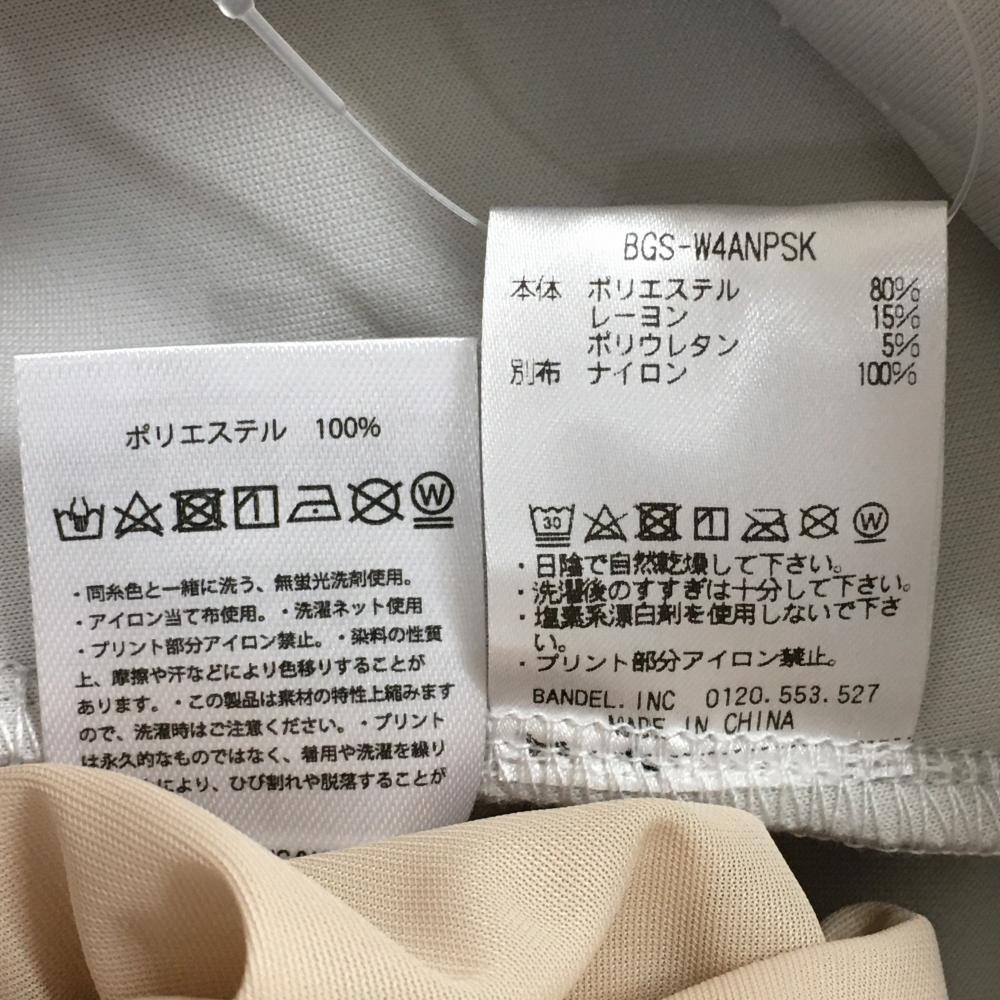 ポリエステル 100%
W
・同糸色と一緒に洗う、無蛍光洗剤使用。
・アイロン当て布使用。・洗濯ネット使用
・プリント部分アイロン禁止。・染料の性質
上、摩擦や汗などにより色移りすることが
あります。・この製品は素材の特性上縮みます
ので、洗濯時はご注意ください。・プリント
は永久的なものではなく、着用や洗濯を繰り
により、ひび割れや脱落することが
BGS-W4ANPSK
本体 ポリエステル 80%
レーヨン 15%
ポリウレタン 5%
別布 ナイロン 100%
30 W
・日陰で自然乾燥して下さい。
・洗濯後のすすぎは十分して下さい。
・塩素系漂白剤を使用しないで下さ
い。
・プリント部分アイロン禁止。
BANDEL.INC 0120.553.527
MADE IN CHINA